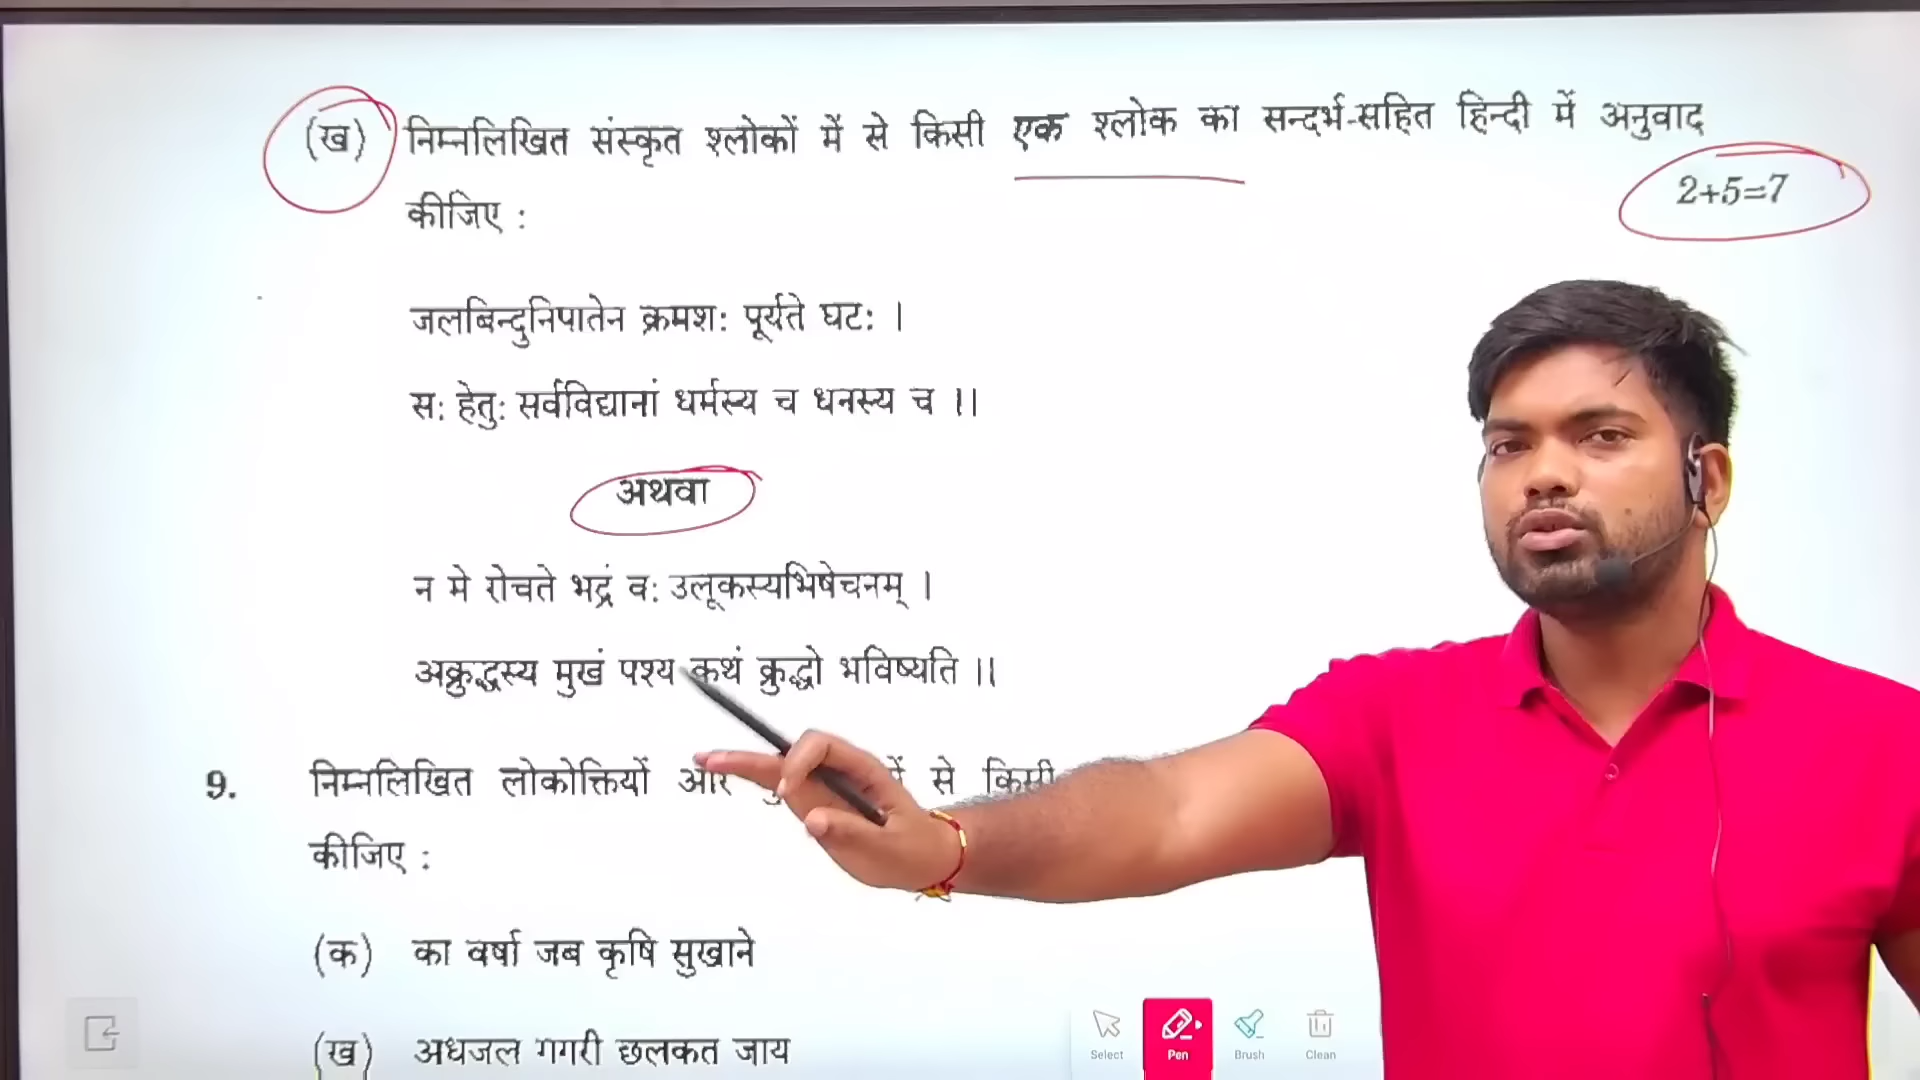 (ख) निम्नलिखित संस्कृत श्लोकों में से किसी एक श्लोक का सन्दर्भ-सहित हिन्दी में अनुवाद
कीजिए :
2+5=7
जलबिन्दुनिपातेन क्रमशः पूर्यते घटः ।
सः हेतुः सर्वविद्यानां धर्मस्य च धनस्य च ।।
अथवा
न मे रोचते भद्रं वः उलूकस्यभिषेचनम् ।
अक्रुद्धस्य मुखं पश्य कथं क्रुद्धो भविष्यति ।।
9. निम्नलिखित लोकोक्तियों और से किसी
कीजिए :
(क) का वर्षा जब कृषि सुखाने
(ख) अधजल गगरी छलकत जाय
Select Pen Brush Clean